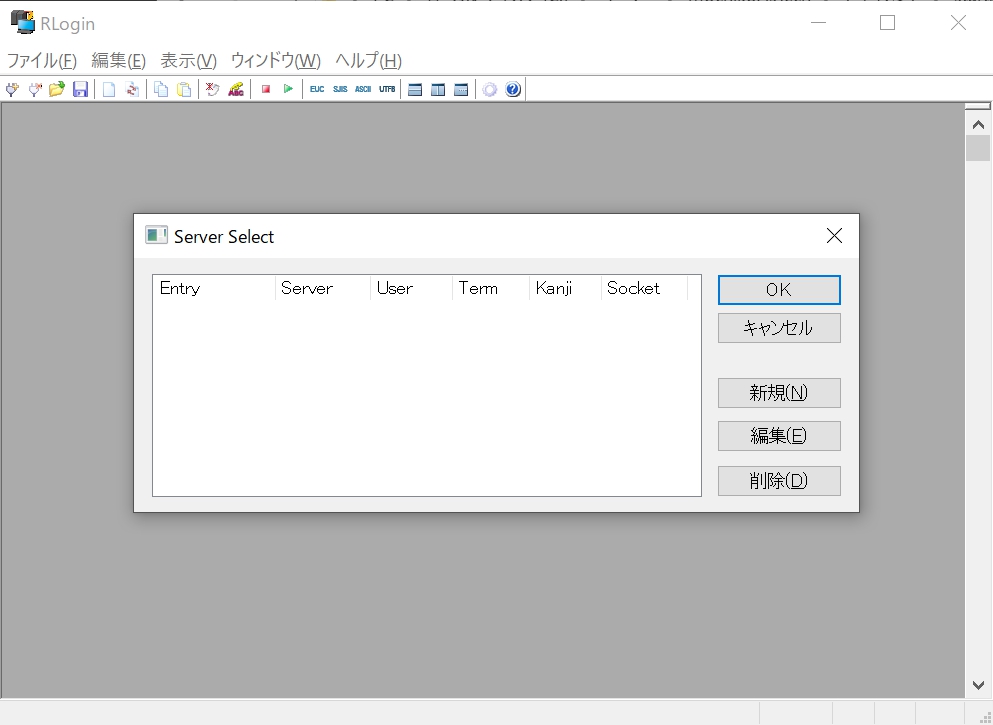 RLogin
ファイル(F) 編集(E) 表示(V) ウィンドウ(W) ヘルプ(H)
ABC EUC SJIS ASCII UTF8
Server Select
Entry Server User Term Kanji Socket
OK
キャンセル
新規(N)
編集(E)
削除(D)